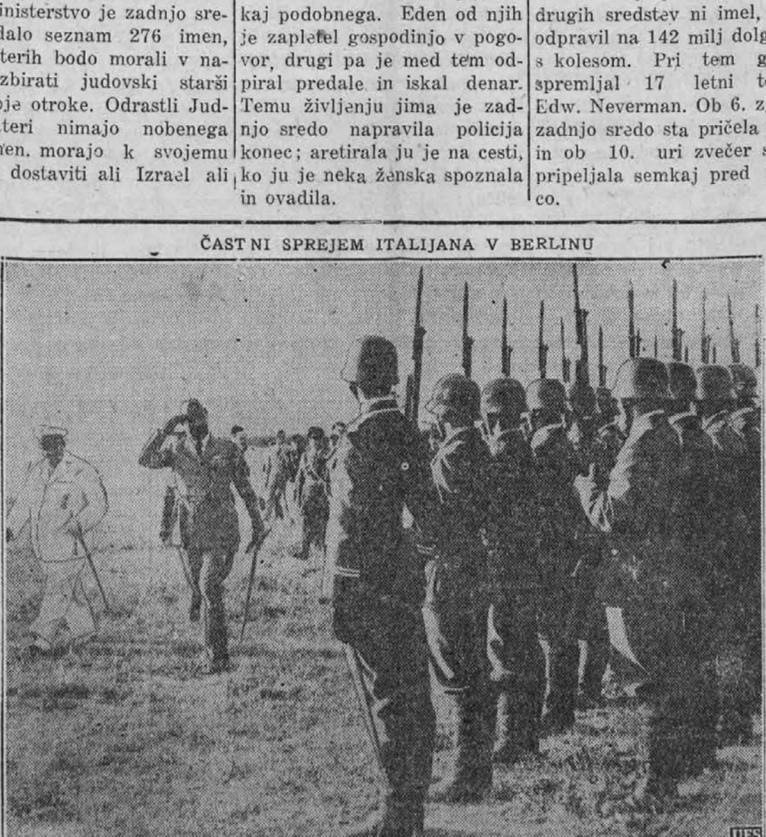 inisterstvo je zadnjo sre-
dalo seznam 276 imen,
terih bodo morali v na-
zbirati judovski starši
je otroke. Odrastli Jud-
teri nimajo nobenega
en. morajo k svojemu
dostaviti ali Izrael ali
kaj podobnega. Eden od njih
je zapletel gospodinjo v pogo-
vor, drugi pa je med tem od-
piral predale in iskal denar.
Temu življenju jima je zad-
njo sredo napravila policija
konec; aretirala ju je na cesti,
ko ju je neka ženska spoznala
in ovadila.
drugih sredstev ni imel,
odpravil na 142 milj dolg
s kolesom. Pri tem g
spremljal 17 letni t
Edw. Neverman. Ob 6. z
zadnjo sredo sta pričela
in ob 10. uri zvečer s
pripeljala semkaj pred
co.
ČASTNI SPREJEM ITALIJANA V BERLINU